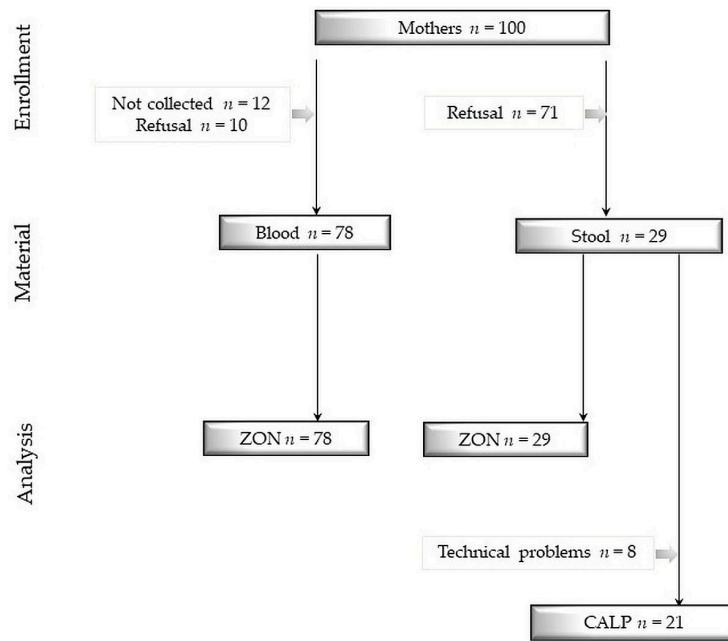 Enrollment
Mothers n = 100
Not collected n = 12
Refusal n = 10
Refusal n = 71
Material
Blood n = 78
Stool n = 29
Analysis
ZON n = 78
ZON n = 29
Technical problems n = 8
CALP n = 21